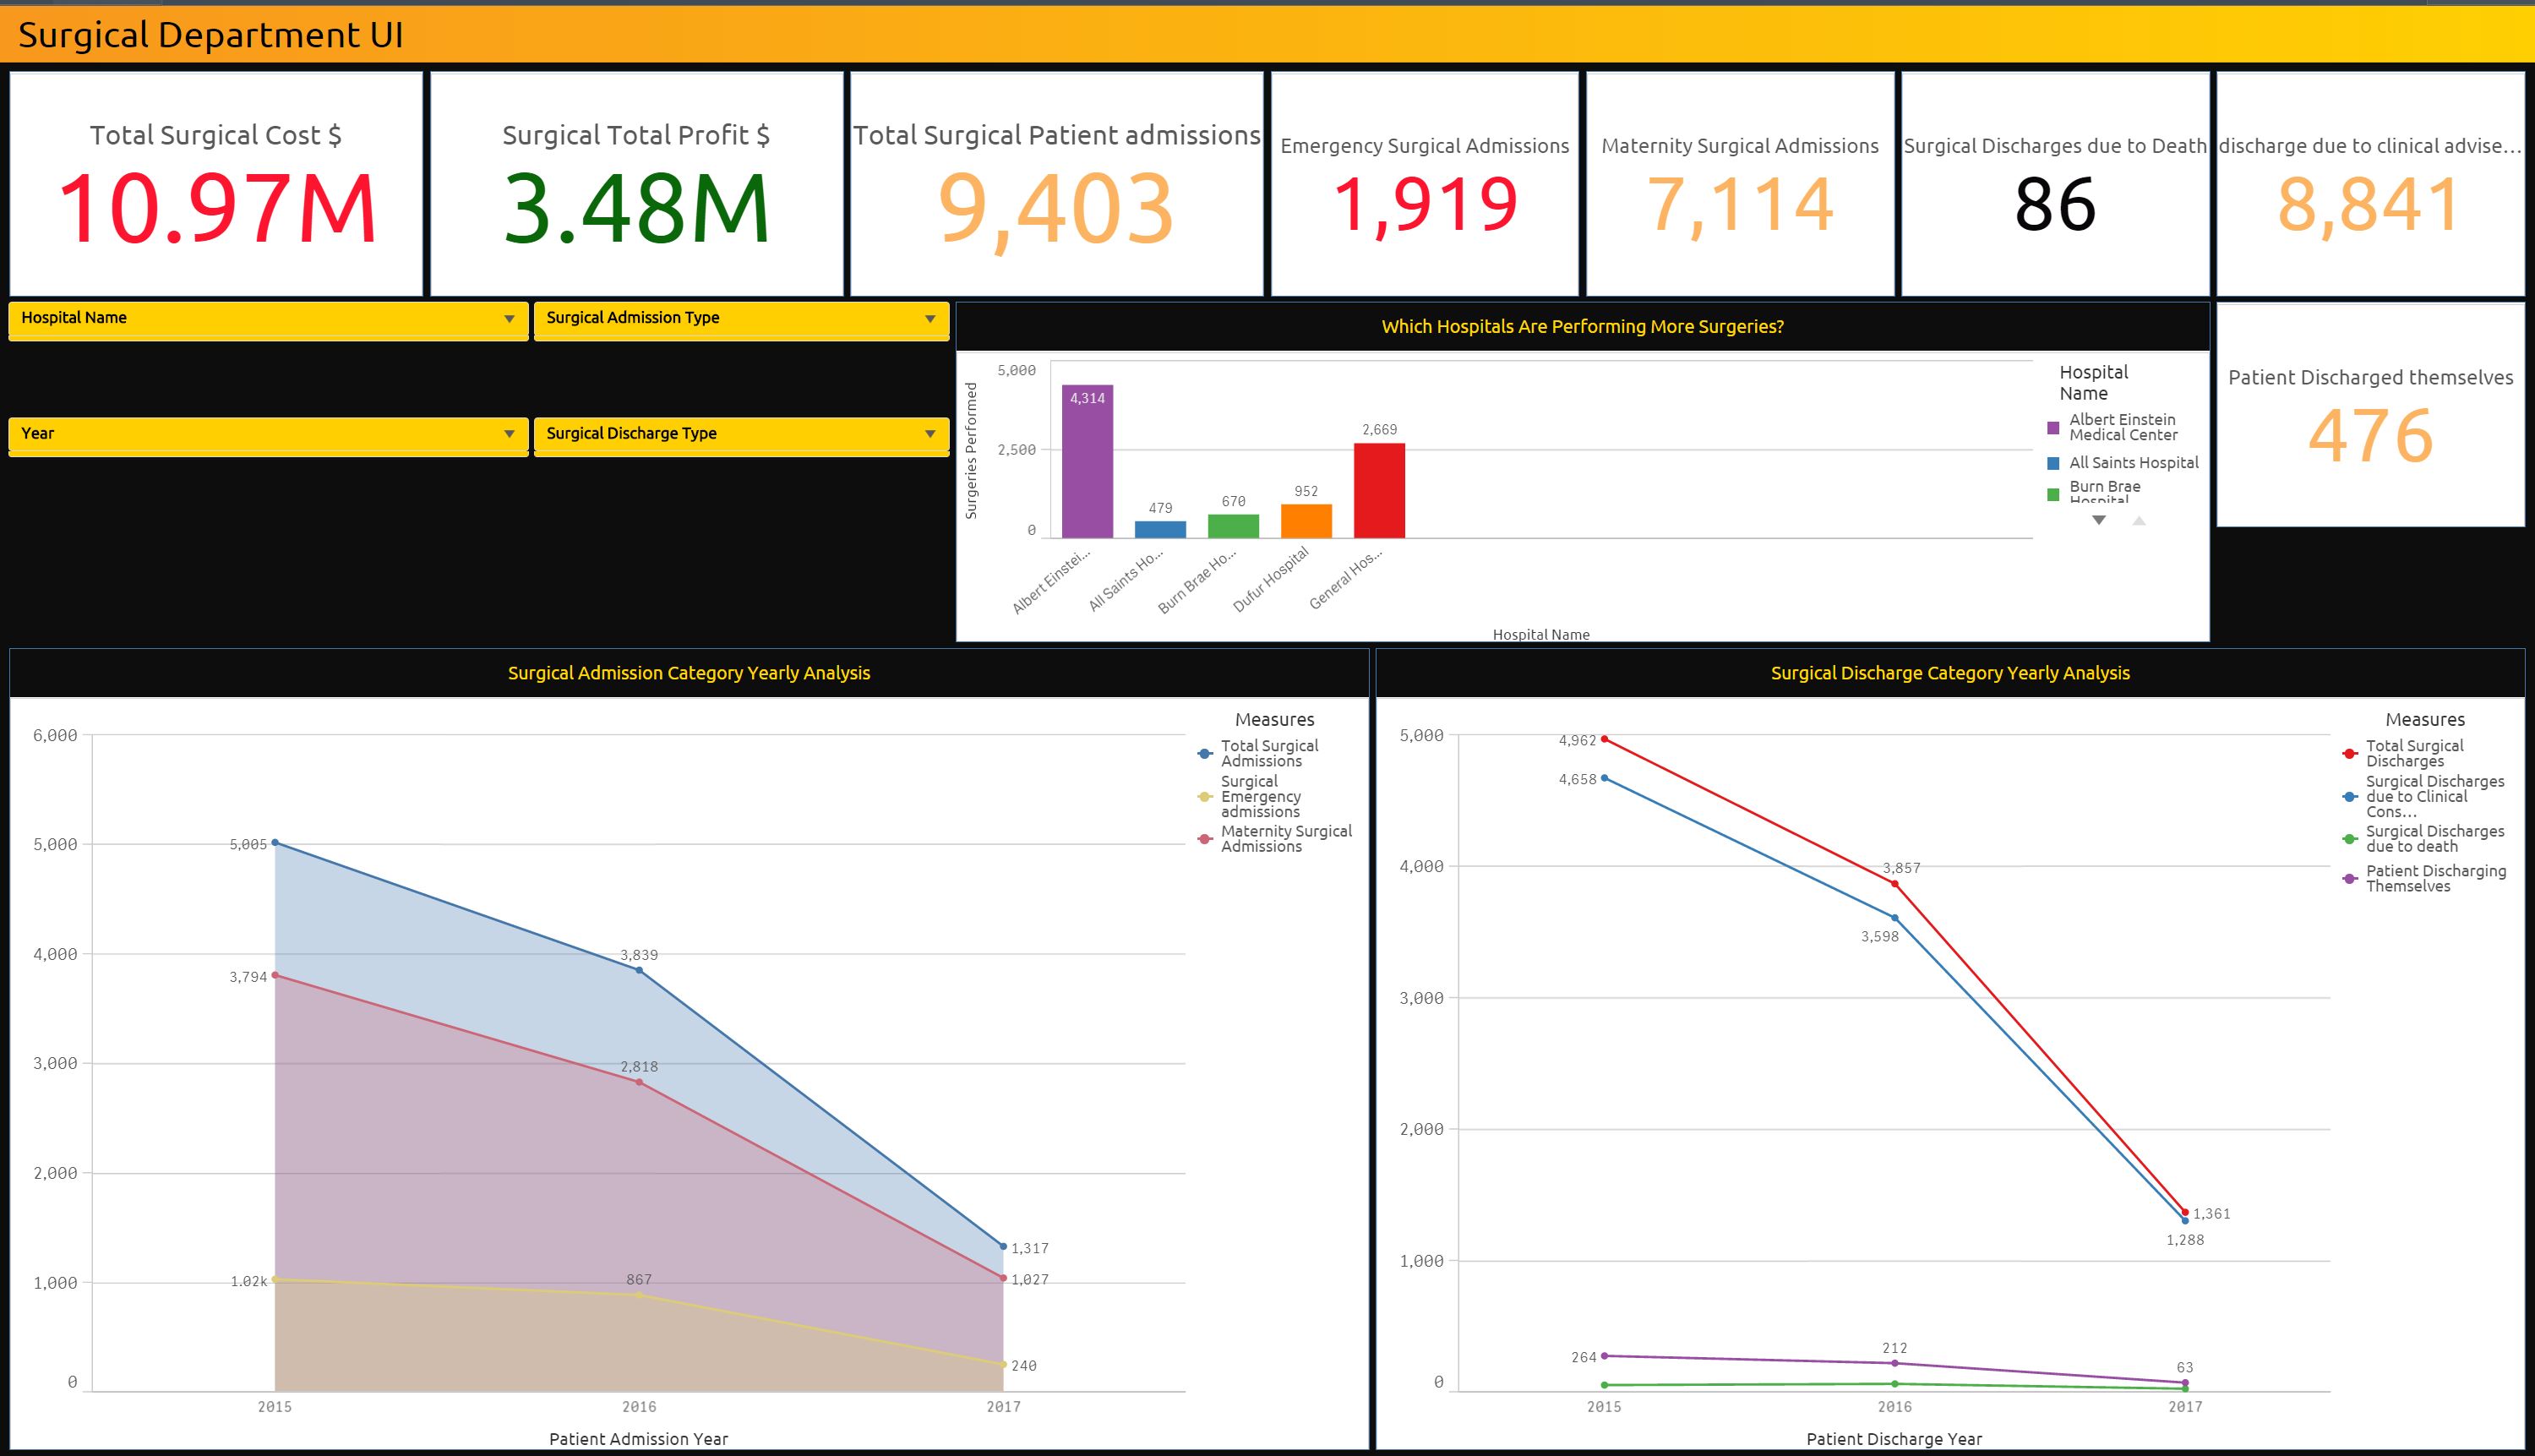 Surgical Department UI
Total Surgical Cost $
10.97M
Surgical Total Profit $
3.48M
Total Surgical Patient admissions
9,403
Emergency Surgical Admissions
1,919
Maternity Surgical Admissions
7,114
Surgical Discharges due to Death
86
discharge due to clinical advise...
8,841
Hospital Name
Surgical Admission Type
Year
Surgical Discharge Type
Which Hospitals Are Performing More Surgeries?
Surgeries Performed
5,000
2,500
0
4,314
479
670
952
2,669
Albert Einstei...
All Saints Ho...
Burn Brae Ho...
Dufur Hospital
General Hos...
Hospital Name
Hospital
Name
Albert Einstein
Medical Center
All Saints Hospital
Burn Brae
Hospital
Patient Discharged themselves
476
Surgical Admission Category Yearly Analysis
6,000
5,000
4,000
3,000
2,000
1,000
0
5,005
3,839
1,317
3,794
2,818
1,027
1.02k
867
240
2015
2016
2017
Patient Admission Year
Measures
Total Surgical
Admissions
Surgical
Emergency
admissions
Maternity Surgical
Admissions
Surgical Discharge Category Yearly Analysis
5,000
4,000
3,000
2,000
1,000
0
4,962
3,857
1,361
4,658
3,598
1,288
264
212
63
2015
2016
2017
Patient Discharge Year
Measures
Total Surgical
Discharges
Surgical Discharges
due to Clinical
Cons...
Surgical Discharges
due to death
Patient Discharging
Themselves